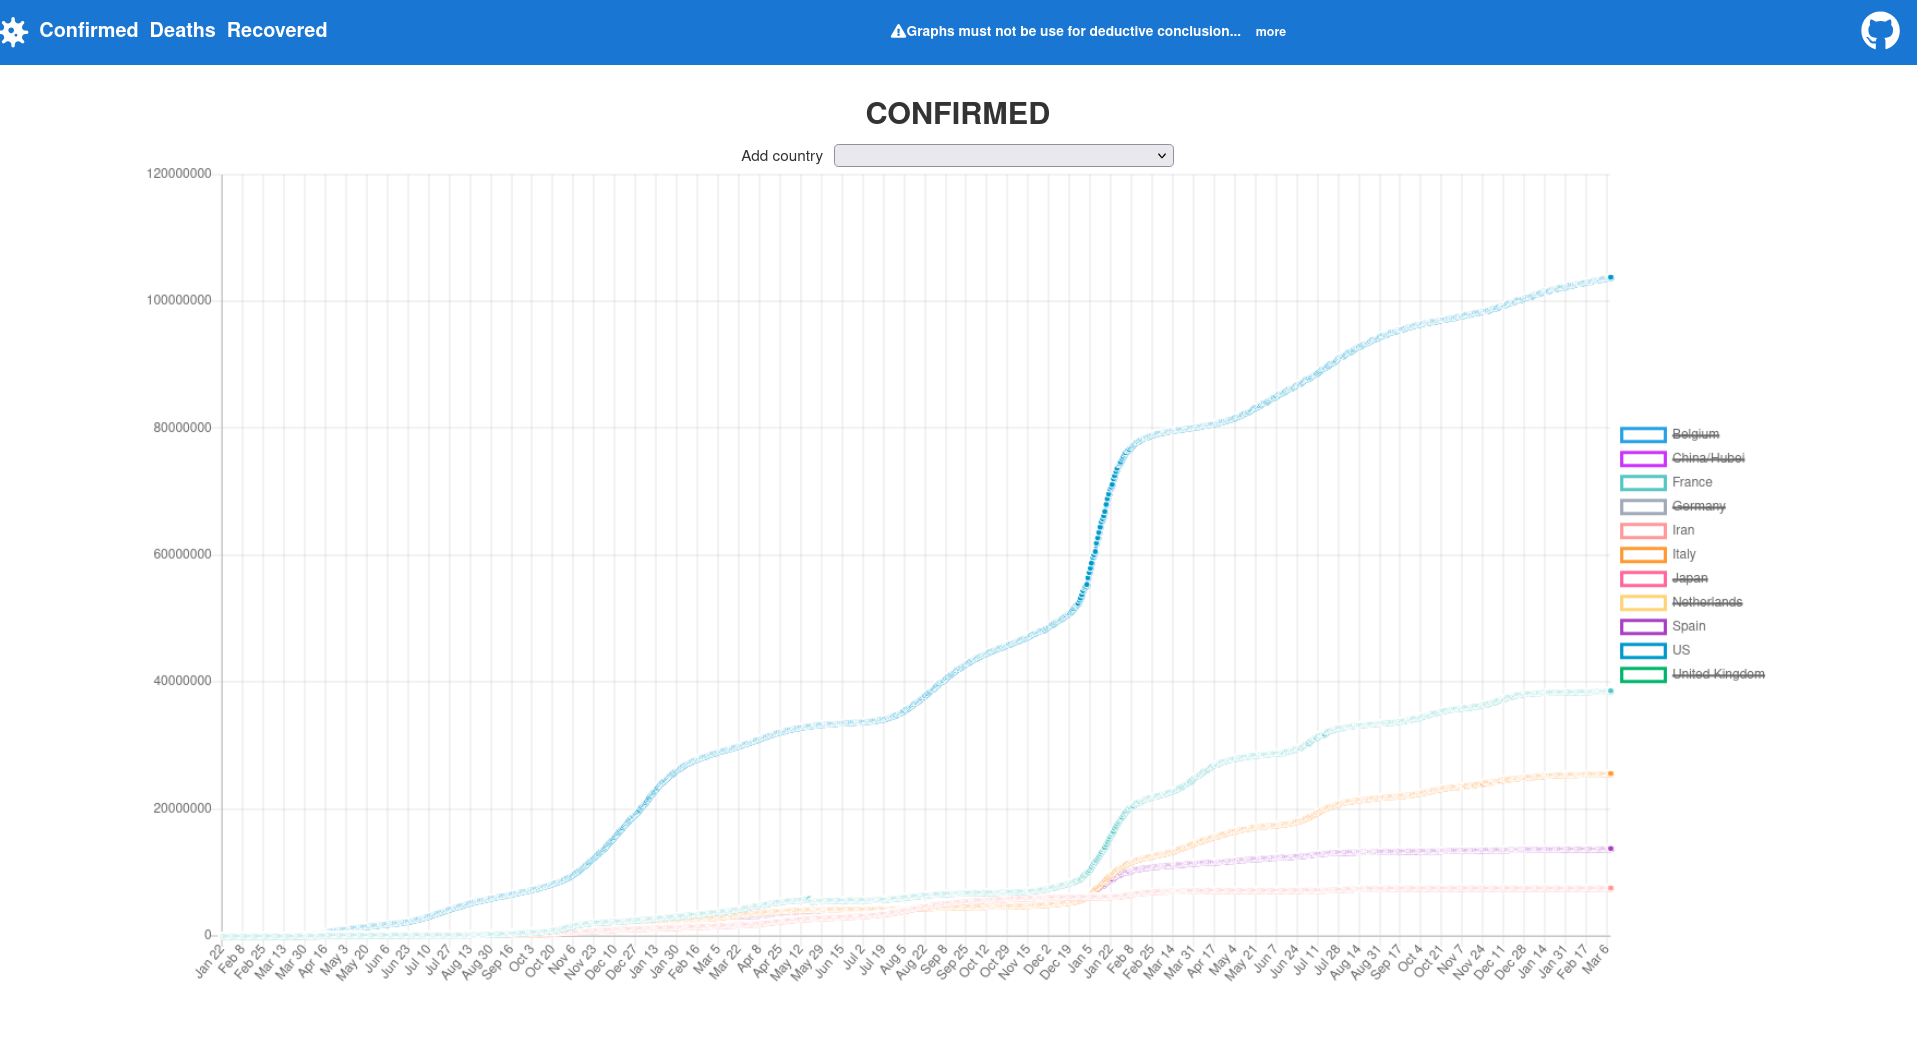 Confirmed Deaths Recovered
Graphs must not be use for deductive conclusion... more
CONFIRMED
Add country
120000000
100000000
80000000
60000000
40000000
20000000
0
Jan 22
Feb 8
Feb 25
Mar 13
Mar 30
Apr 16
May 3
May 20
Jun 6
Jun 23
Jul 10
Jul 27
Aug 13
Aug 30
Sep 16
Oct 3
Oct 20
Nov 6
Nov 23
Dec 10
Dec 27
Jan 13
Jan 30
Feb 16
Mar 5
Mar 22
Apr 8
Apr 25
May 12
May 29
Jun 15
Jul 2
Jul 19
Aug 5
Aug 22
Sep 8
Sep 25
Oct 12
Oct 29
Nov 15
Dec 2
Dec 19
Jan 5
Jan 22
Feb 8
Feb 25
Mar 14
Mar 31
Apr 17
May 4
May 21
Jun 7
Jun 24
Jul 11
Jul 28
Aug 14
Aug 31
Sep 17
Oct 4
Oct 21
Nov 7
Nov 24
Dec 11
Dec 28
Jan 14
Jan 31
Feb 17
Mar 6
Belgium
China/Hubei
France
Germany
Iran
Italy
Japan
Netherlands
Spain
US
United Kingdom